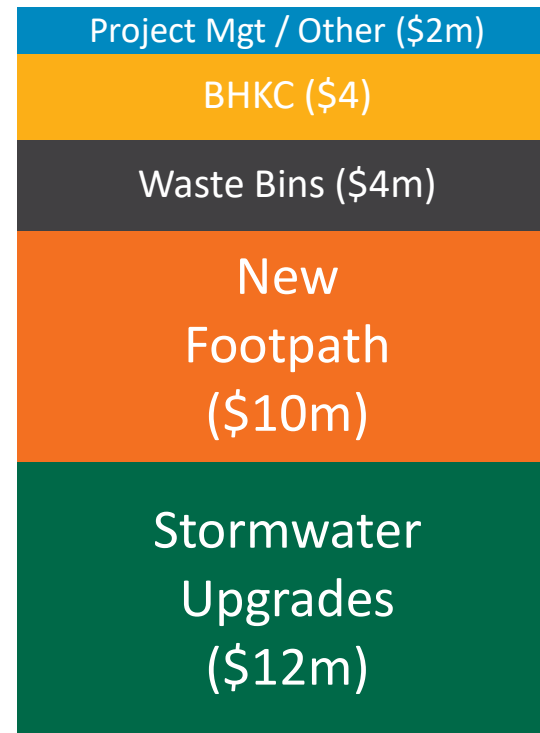 Project Mgt / Other ($2m)
BHKC ($4)
Waste Bins ($4m)
New
Footpath
($10m)
Stormwater
Upgrades
($12m)